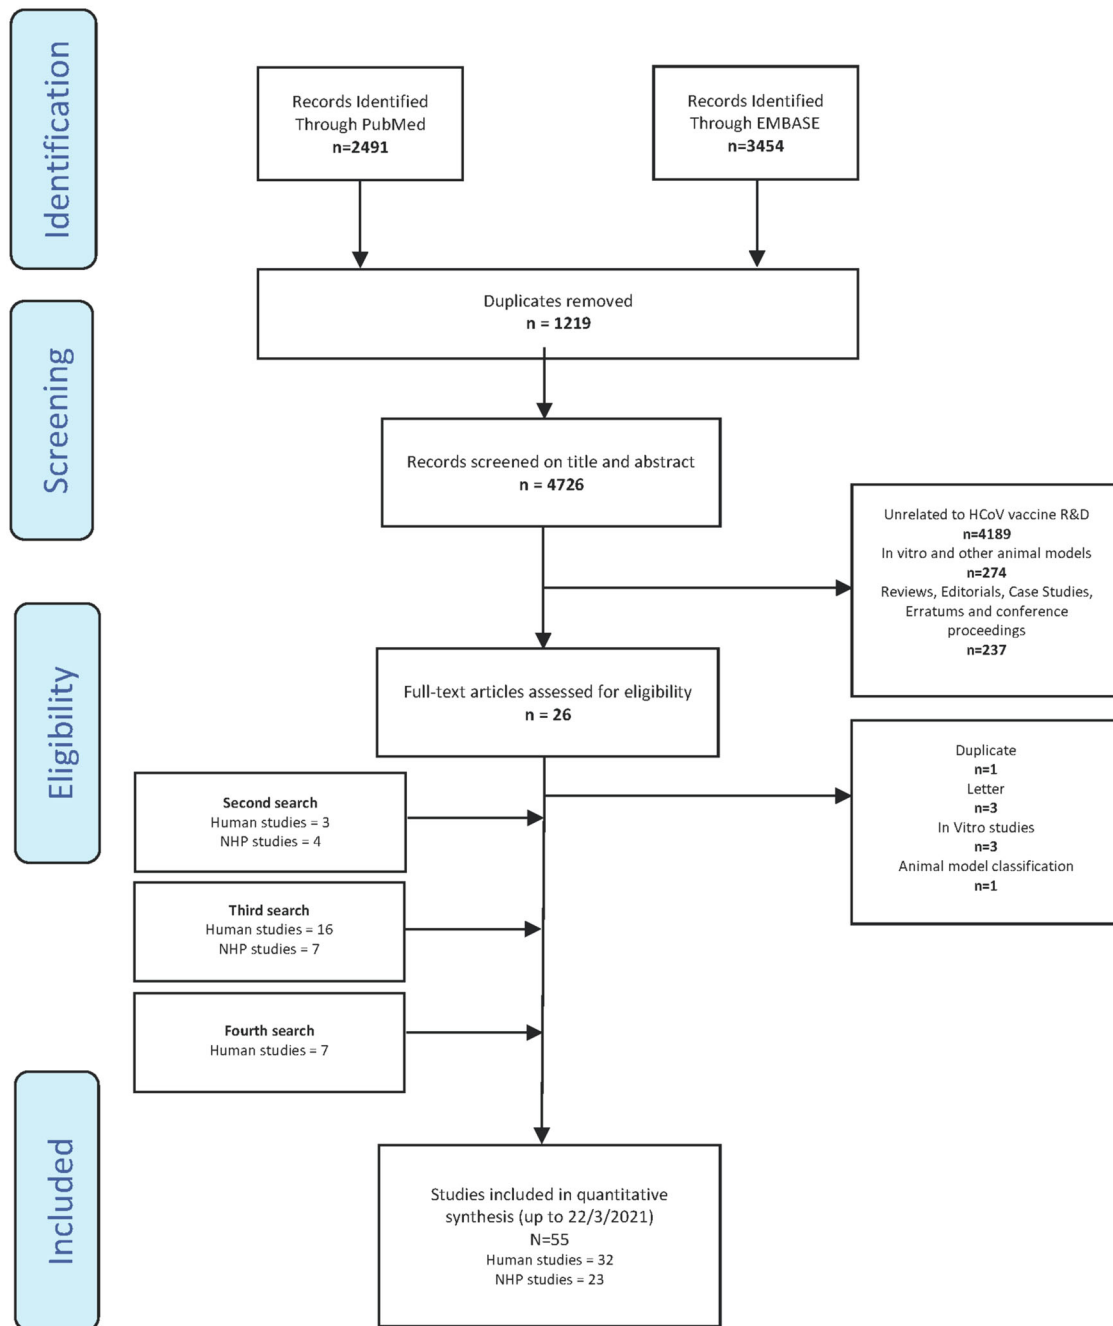 Identification
Records Identified
Through PubMed
n=2491
Records Identified
Through EMBASE
n=3454
Duplicates removed
n = 1219
Screening
Records screened on title and abstract
n = 4726
Unrelated to HCoV vaccine R&D
n=4189
In vitro and other animal models
n=274
Reviews, Editorials, Case Studies,
Erratums and conference
proceedings
n=237
Eligibility
Full-text articles assessed for eligibility
n = 26
Duplicate
n=1
Letter
n=3
In Vitro studies
n=3
Animal model classification
n=1
Second search
Human studies = 3
NHP studies = 4
Third search
Human studies = 16
NHP studies = 7
Fourth search
Human studies = 7
Included
Studies included in quantitative
synthesis (up to 22/3/2021)
N=55
Human studies = 32
NHP studies = 23